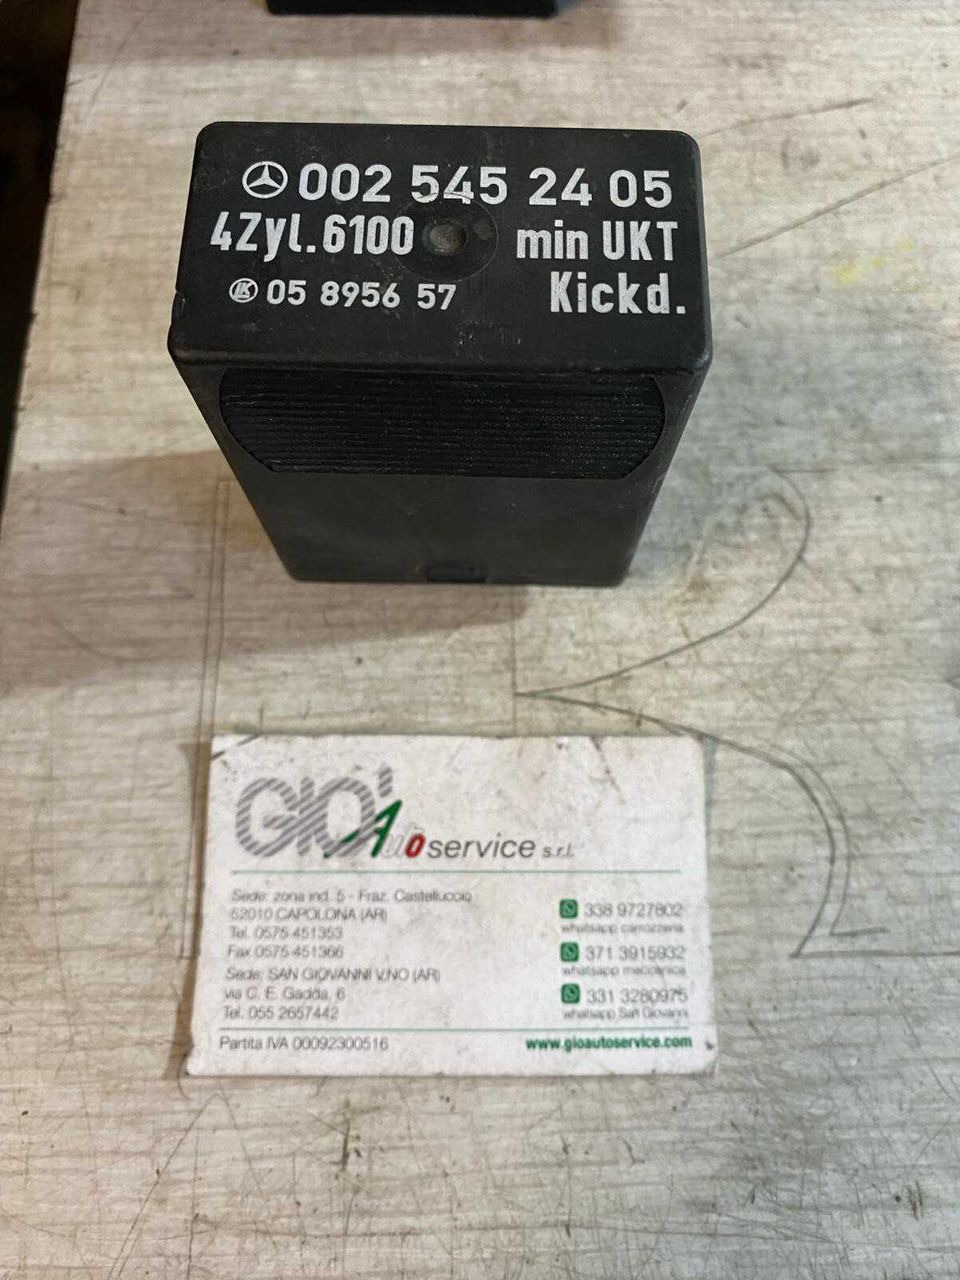 002 545 24 05
4Zyl.6100 min UKT
05 8956 57 Kickd.
GIO' Autoservice s.r.l.
Sede: zona ind. 5 - Fraz. Castelluccio
52010 CAPOLONA (AR)
Tel. 0575 451353
Fax 0575 451366
Sede: SAN GIOVANNI V.NO (AR)
via C. E. Gadda, 6
Tel. 055 2657442
338 9727802
whatsapp carrozzeria
371 3915932
whatsapp meccanica
331 3280975
whatsapp San Giovanni
Partita IVA 00092300516
www.gioautoservice.com